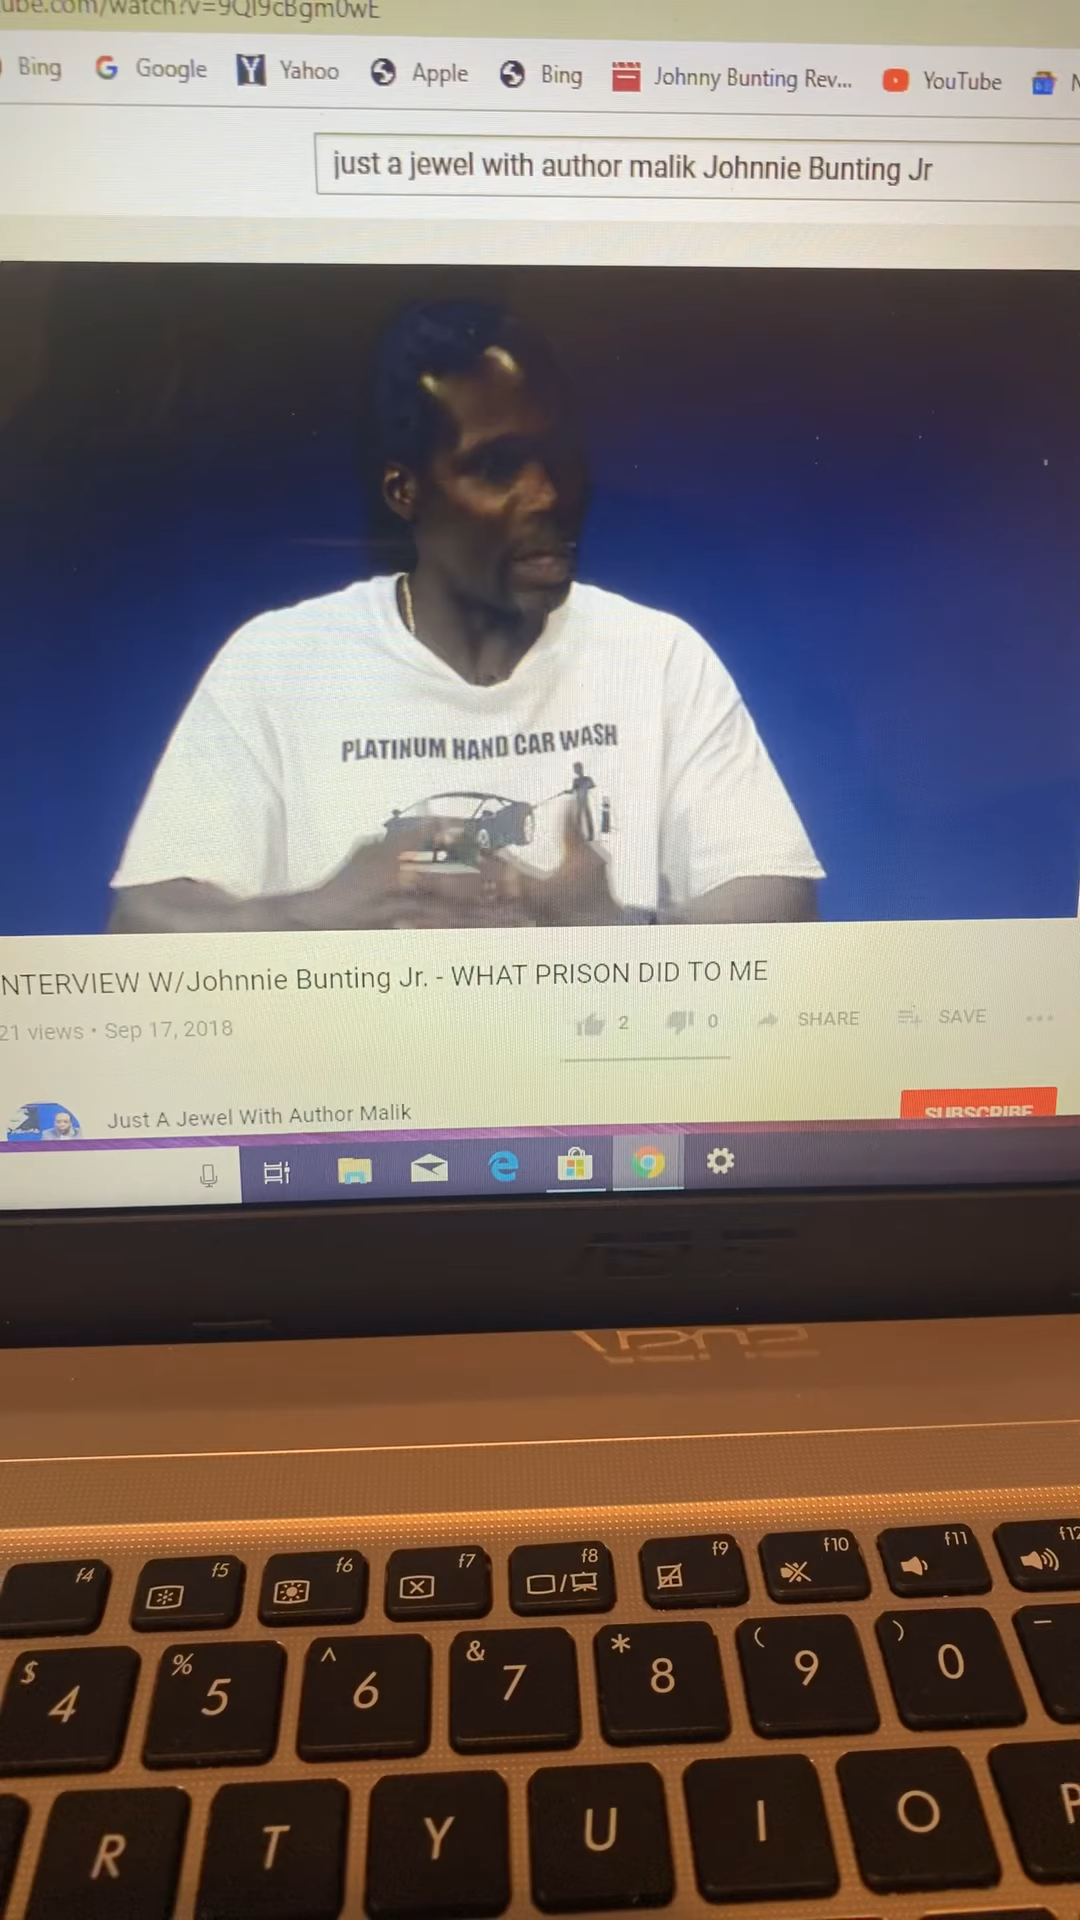 ube.com/watch?v=9QI9cBgm0wE
Bing Google Yahoo Apple Bing Johnny Bunting Rev... YouTube N
just a jewel with author malik Johnnie Bunting Jr
PLATINUM HAND CAR WASH
NTERVIEW W/Johnnie Bunting Jr. - WHAT PRISON DID TO ME
21 views • Sep 17, 2018 2 0 SHARE SAVE
Just A Jewel With Author Malik SUBSCRIBE
f4 f5 f6 f7 f8 f9 f10 f11 f12
$ 4 % 5 ^ 6 & 7 * 8 ( 9 ) 0
R T Y U I O P